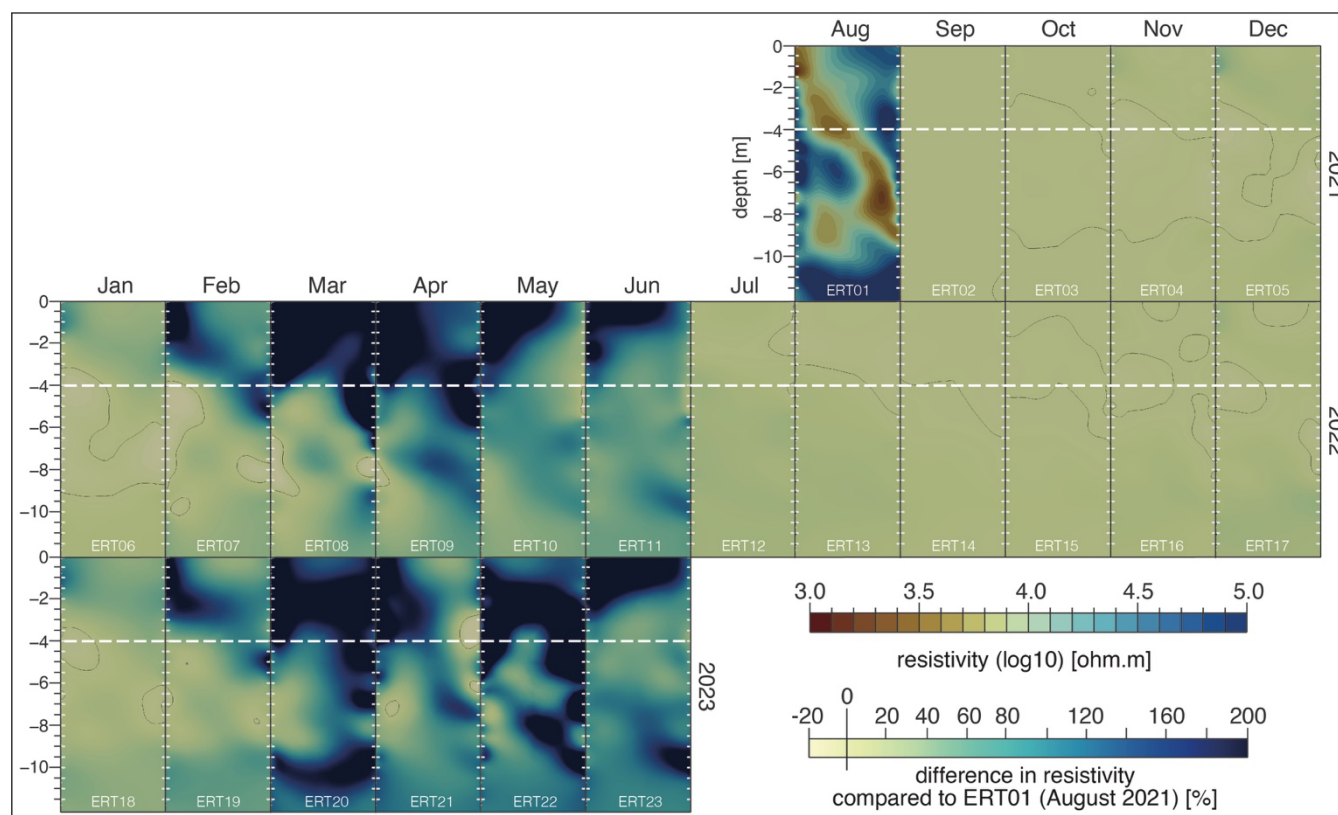 Aug Sep Oct Nov Dec
0
−2
−4
−6
−8
−10
depth [m]
ERT01 ERT02 ERT03 ERT04 ERT05
2021
Jan Feb Mar Apr May Jun Jul
0
−2
−4
−6
−8
−10
ERT06 ERT07 ERT08 ERT09 ERT10 ERT11 ERT12 ERT13 ERT14 ERT15 ERT16 ERT17
2022
0
−2
−4
−6
−8
−10
ERT18 ERT19 ERT20 ERT21 ERT22 ERT23
2023
3.0 3.5 4.0 4.5 5.0
resistivity (log10) [ohm.m]
0
-20 20 40 60 80 120 160 200
difference in resistivity
compared to ERT01 (August 2021) [%]